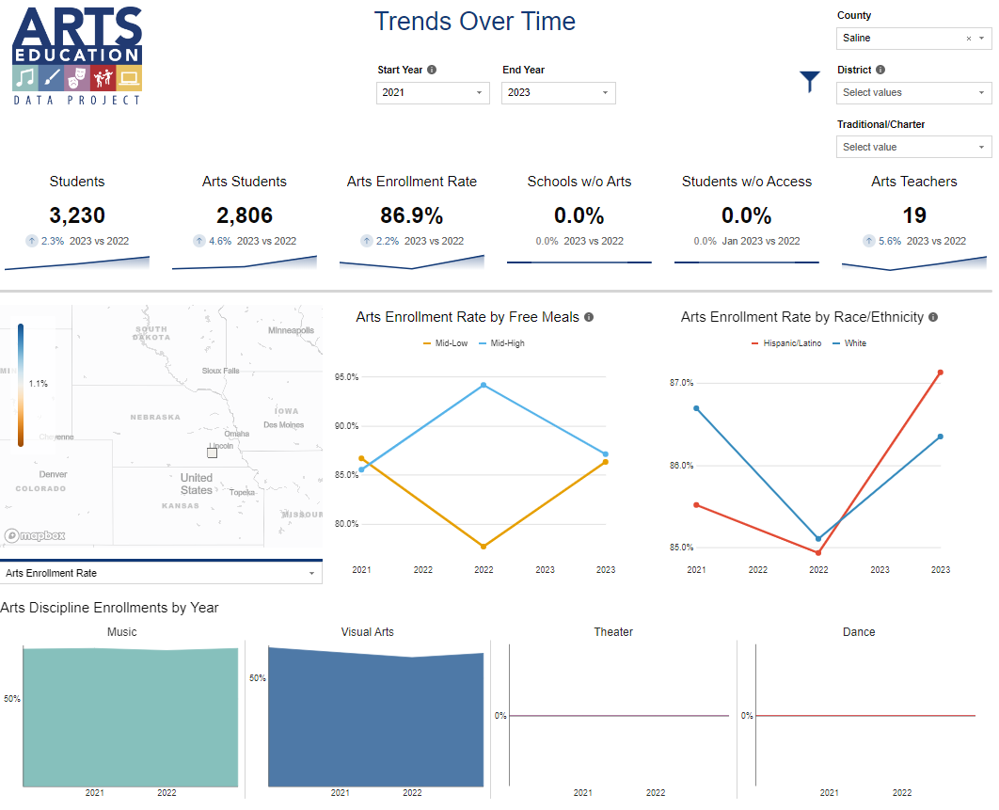 ARTS
EDUCATION
DATA PROJECT
Trends Over Time
Start Year
End Year
2021
2023
County
Saline
District
Select values
Traditional/Charter
Select value
Students
3,230
2.3% 2023 vs 2022
Arts Students
2,806
4.6% 2023 vs 2022
Arts Enrollment Rate
86.9%
2.2% 2023 vs 2022
Schools w/o Arts
0.0%
0.0% 2023 vs 2022
Students w/o Access
0.0%
0.0% Jan 2023 vs 2022
Arts Teachers
19
5.6% 2023 vs 2022
1.1%
SOUTH
DAKOTA
Minneapolis
Sioux Falls
NEBRASKA
IOWA
Des Moines
Omaha
Lincoln
Cheyenne
Denver
COLORADO
United
States
Topeka
KANSAS
MISSOUR
mapbox
Arts Enrollment Rate
Arts Enrollment Rate by Free Meals
Mid-Low Mid-High
95.0%
90.0%
85.0%
80.0%
2021 2022 2022 2023 2023
Arts Enrollment Rate by Race/Ethnicity
Hispanic/Latino White
87.0%
86.0%
85.0%
2021 2022 2022 2023 2023
Arts Discipline Enrollments by Year
Music
50%
2021 2022
Visual Arts
50%
2021 2022
Theater
0%
2021 2022
Dance
0%
2021 2022